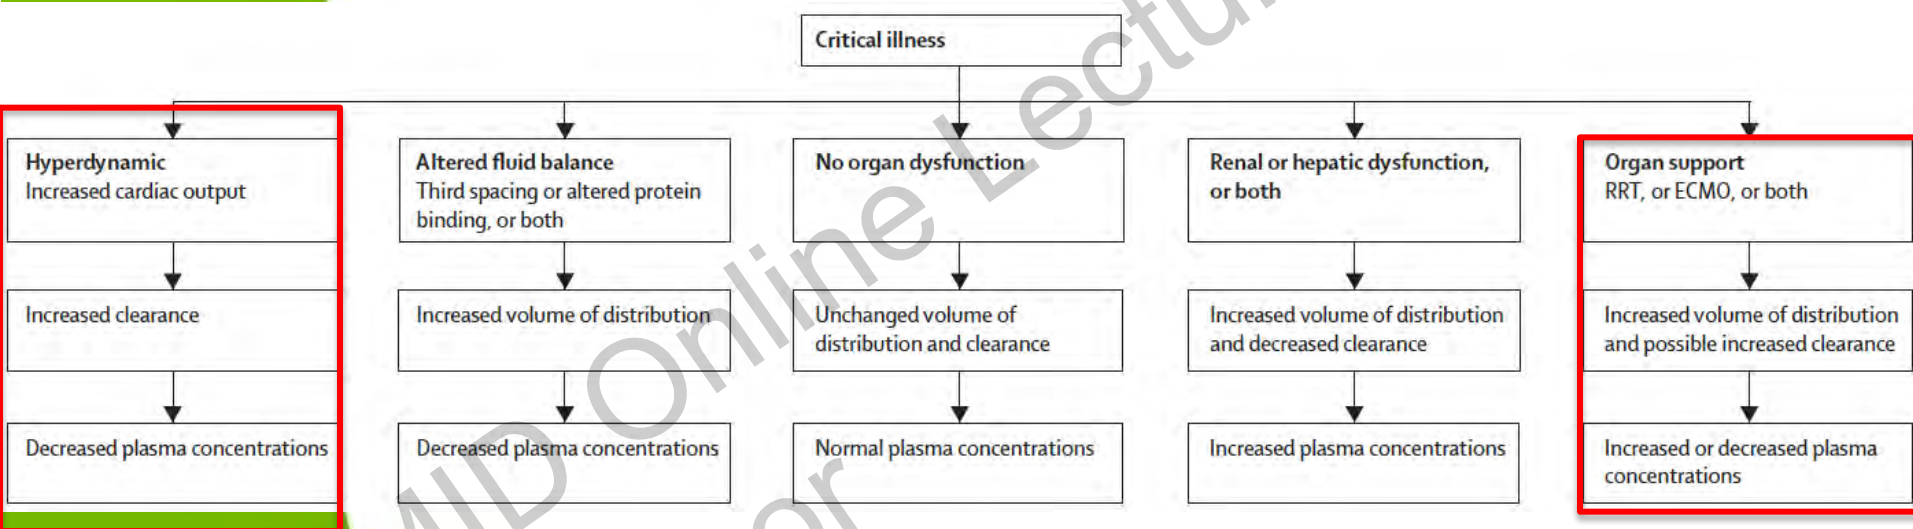 Critical illness
Hyperdynamic
Increased cardiac output
Increased clearance
Decreased plasma concentrations
Altered fluid balance
Third spacing or altered protein
binding, or both
Increased volume of distribution
Decreased plasma concentrations
No organ dysfunction
Unchanged volume of
distribution and clearance
Normal plasma concentrations
Renal or hepatic dysfunction,
or both
Increased volume of distribution
and decreased clearance
Increased plasma concentrations
Organ support
RRT, or ECMO, or both
Increased volume of distribution
and possible increased clearance
Increased or decreased plasma
concentrations
Online